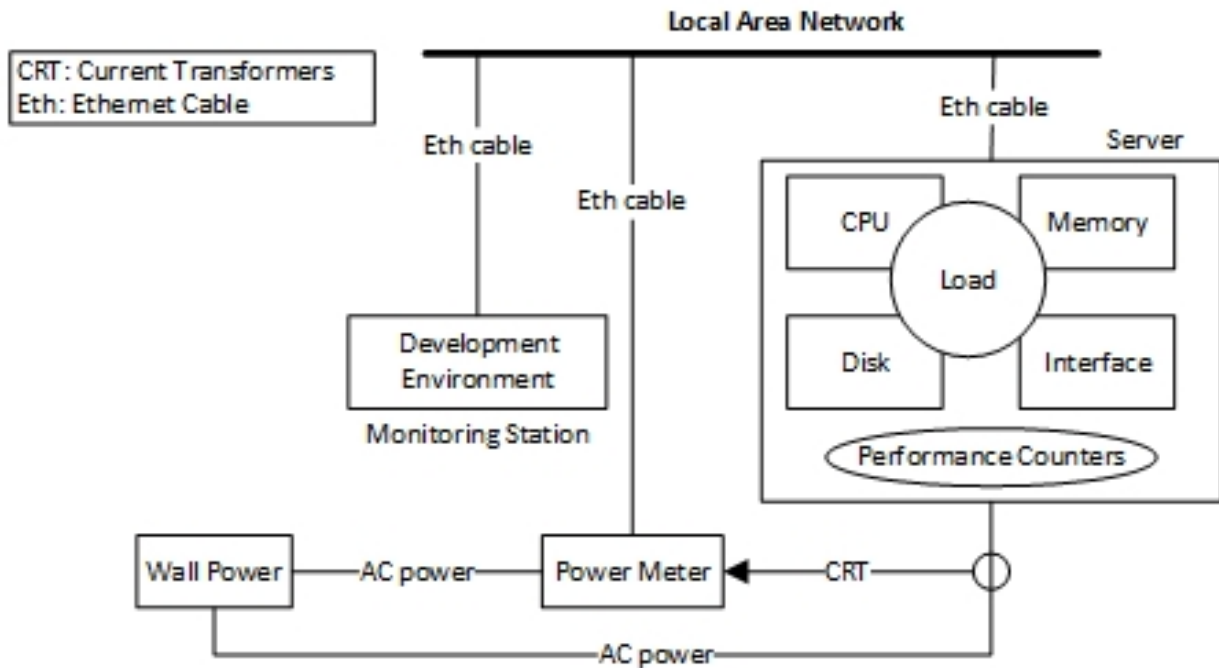 Local Area Network
CRT: Current Transformers
Eth: Ethernet Cable
Eth cable
Eth cable
Eth cable
Server
CPU
Memory
Load
Disk
Interface
Performance Counters
Development
Environment
Monitoring Station
Wall Power
AC power
Power Meter
CRT
AC power